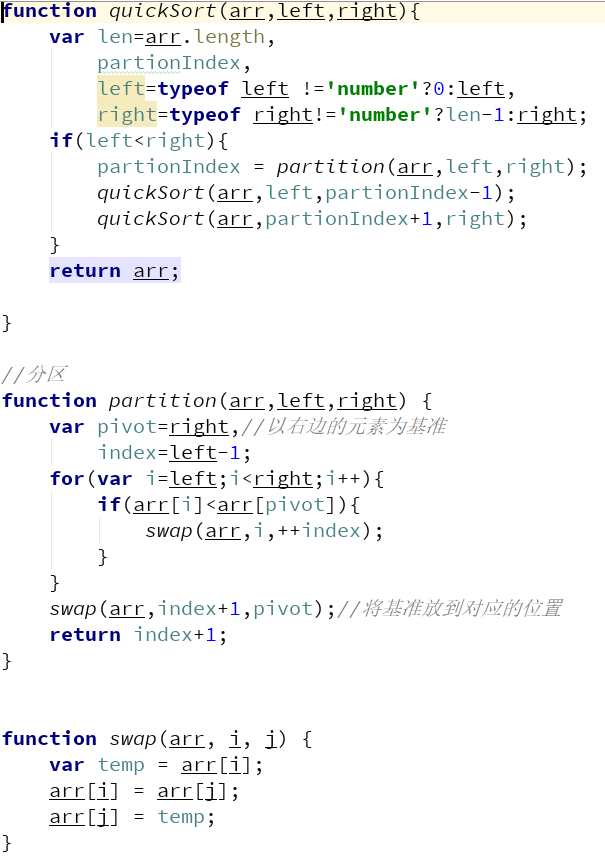 function quickSort(arr,left,right){
    var len=arr.length,
        partionIndex,
        left=typeof left !='number'?0:left,
        right=typeof right!='number'?len-1:right;
    if(left<right){
        partionIndex = partition(arr,left,right);
        quickSort(arr,left,partionIndex-1);
        quickSort(arr,partionIndex+1,right);
    }
    return arr;
}
//分区
function partition(arr,left,right) {
    var pivot=right,//以右边的元素为基准
        index=left-1;
    for(var i=left;i<right;i++){
        if(arr[i]<arr[pivot]){
            swap(arr,i,++index);
        }
    }
    swap(arr,index+1,pivot);//将基准放到对应的位置
    return index+1;
}
function swap(arr, i, j) {
    var temp = arr[i];
    arr[i] = arr[j];
    arr[j] = temp;
}